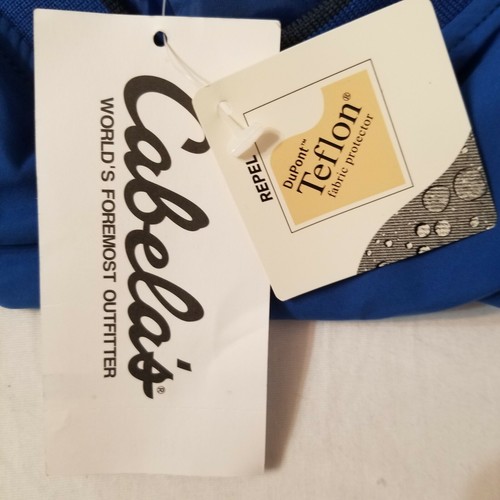 Cabela's®
WORLD'S FOREMOST OUTFITTER
REPEL
DuPont™
Teflon®
fabric protector